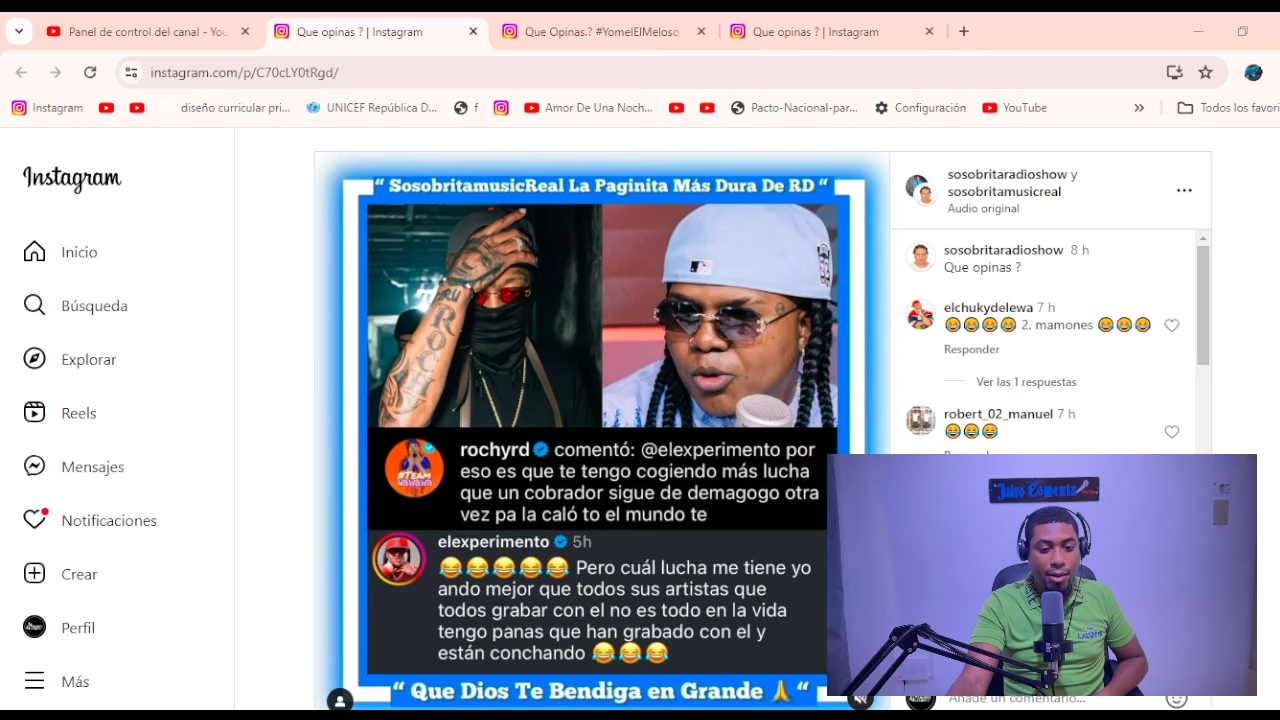 Panel de control del canal - You
Que opinas ? | Instagram
Que Opinas.? #YomelElMeloso
Que opinas ? | Instagram
instagram.com/p/C70cLY0tRgd/
Instagram
diseño curricular pri...
UNICEF República D...
f
Amor De Una Noch...
Pacto-Nacional-par...
Configuración
YouTube
Todos los favori
Instagram
Inicio
Búsqueda
Explorar
Reels
Mensajes
Notificaciones
Crear
Perfil
Más
“ SosobritamusicReal La Paginita Más Dura De RD “
rochyrd comentó: @elexperimento por
eso es que te tengo cogiendo más lucha
que un cobrador sigue de demagogo otra
vez pa la caló to el mundo te
elexperimento 5h
😂😂😂😂😂 Pero cuál lucha me tiene yo
ando mejor que todos sus artistas que
todos grabar con el no es todo en la vida
tengo panas que han grabado con el y
están conchando 😂😂😂
“ Que Dios Te Bendiga en Grande 🙏 “
sosobritaradioshow y
sosobritamusicreal
Audio original
sosobritaradioshow 8 h
Que opinas ?
elchukydelewa 7 h
😂😂😂😂 2. mamones 😂😂😂
Responder
Ver las 1 respuestas
robert_02_manuel 7 h
😂😂😂
Jairo Comenta
Añade un comentario...